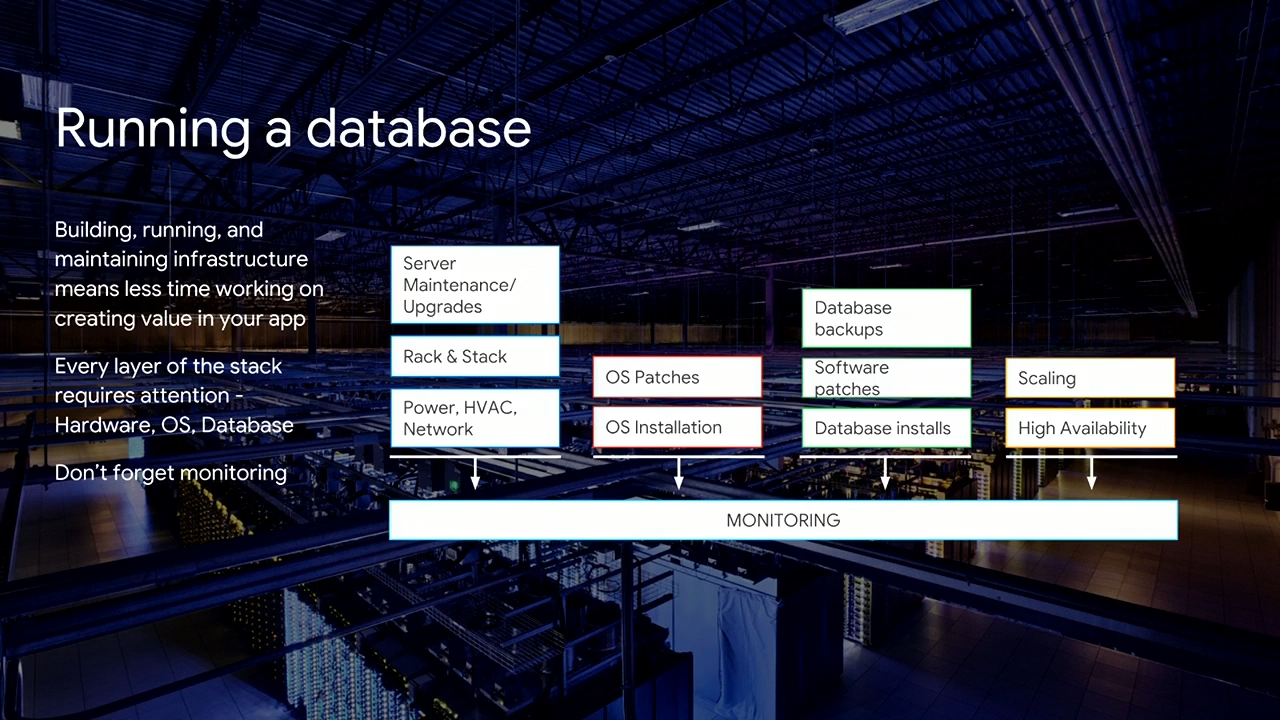 Running a database
Building, running, and
maintaining infrastructure
means less time working on
creating value in your app
Every layer of the stack
requires attention -
Hardware, OS, Database
Don’t forget monitoring
Server
Maintenance/
Upgrades
Rack & Stack
Power, HVAC,
Network
OS Patches
OS Installation
Database
backups
Software
patches
Database installs
Scaling
High Availability
MONITORING